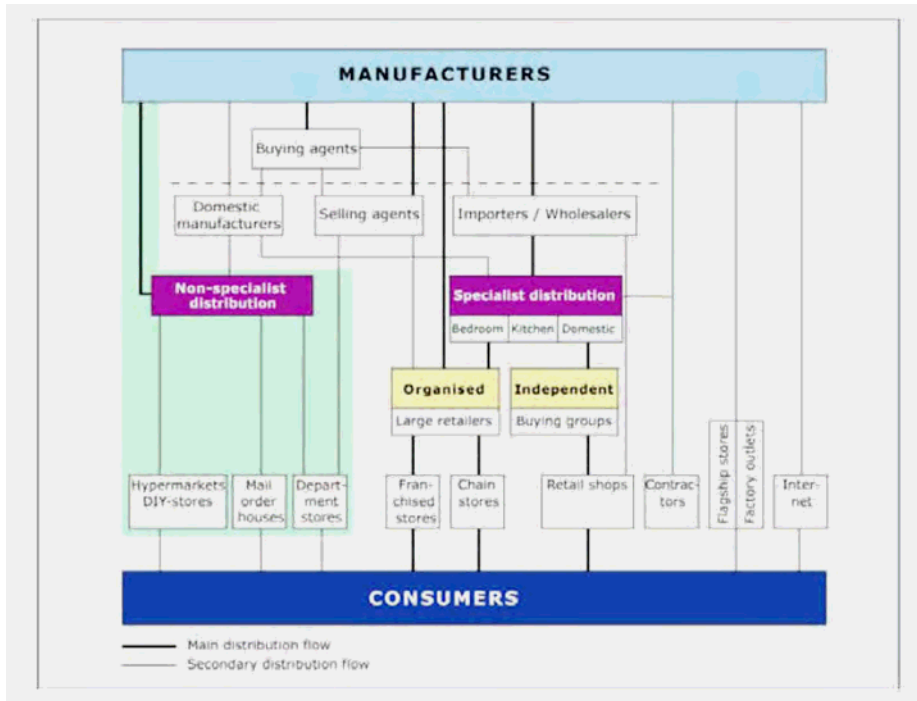 MANUFACTURERS
Buying agents
Domestic
manufacturers
Selling agents
Importers / Wholesalers
Non-specialist
distribution
Specialist distribution
Bedroom
Kitchen
Domestic
Organised
Independent
Large retailers
Buying groups
Hypermarkets
DIY-stores
Mail
order
houses
Depart-
ment
stores
Fran-
chised
stores
Chain
stores
Retail shops
Contrac-
tors
Flagship stores
Factory outlets
Inter-
net
CONSUMERS
Main distribution flow
Secondary distribution flow